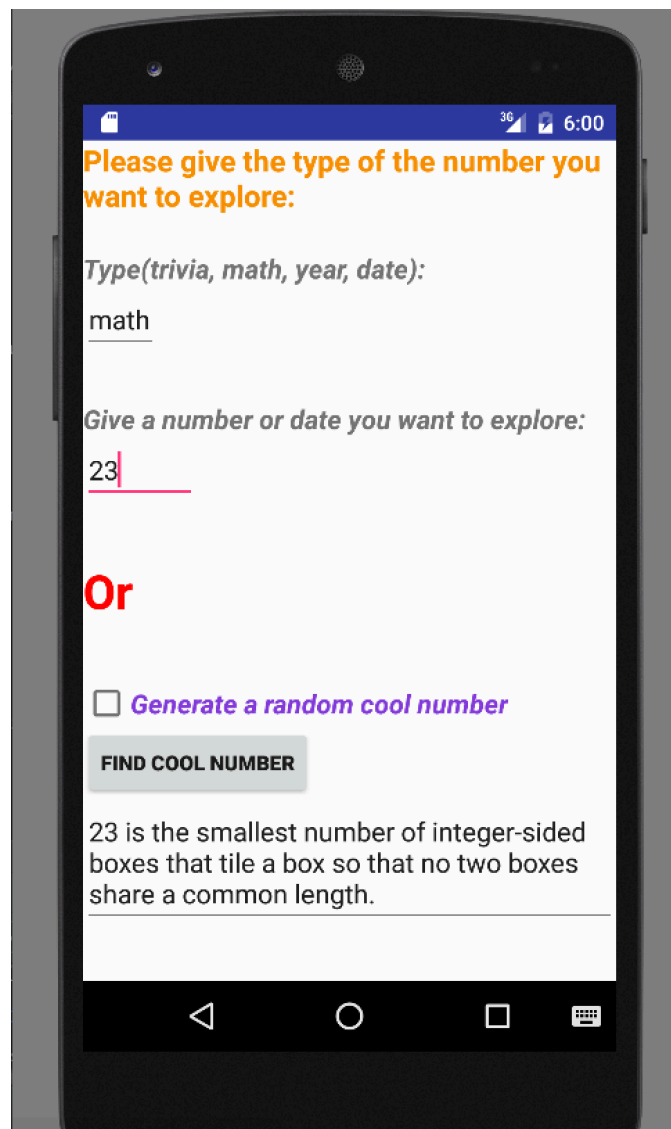 3G 6:00
Please give the type of the number you
want to explore:
Type(trivia, math, year, date):
math
Give a number or date you want to explore:
23
Or
Generate a random cool number
FIND COOL NUMBER
23 is the smallest number of integer-sided
boxes that tile a box so that no two boxes
share a common length.